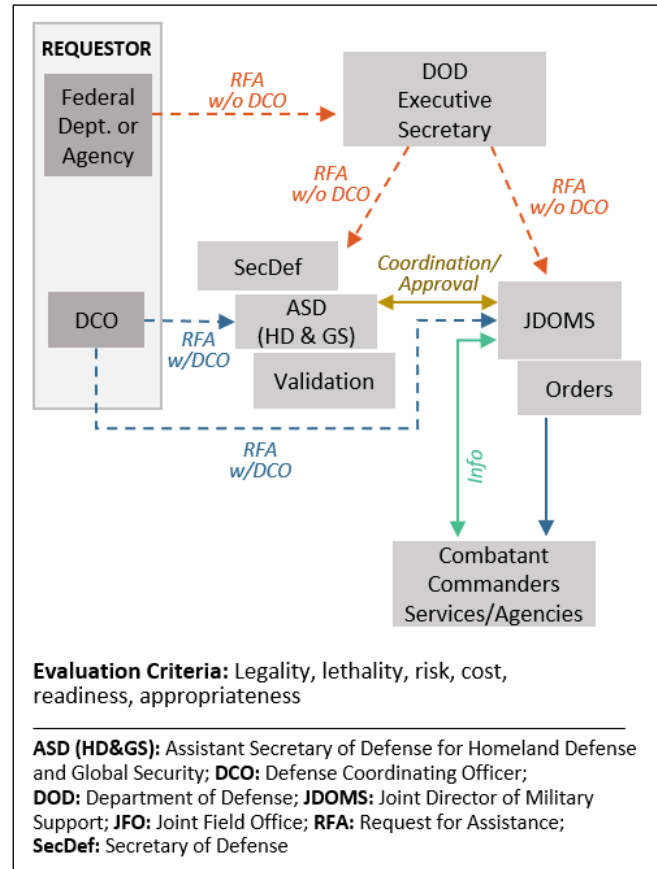 REQUESTOR
Federal
Dept. or
Agency
RFA
w/o DCO
DOD
Executive
Secretary
RFA
w/o DCO
RFA
w/o DCO
SecDef
Coordination/
Approval
DCO
RFA
w/DCO
ASD
(HD & GS)
Validation
JDOMS
Orders
RFA
w/DCO
Info
Combatant
Commanders
Services/Agencies
Evaluation Criteria: Legality, lethality, risk, cost,
readiness, appropriateness
ASD (HD&GS): Assistant Secretary of Defense for Homeland Defense
and Global Security; DCO: Defense Coordinating Officer;
DOD: Department of Defense; JDOMS: Joint Director of Military
Support; JFO: Joint Field Office; RFA: Request for Assistance;
SecDef: Secretary of Defense